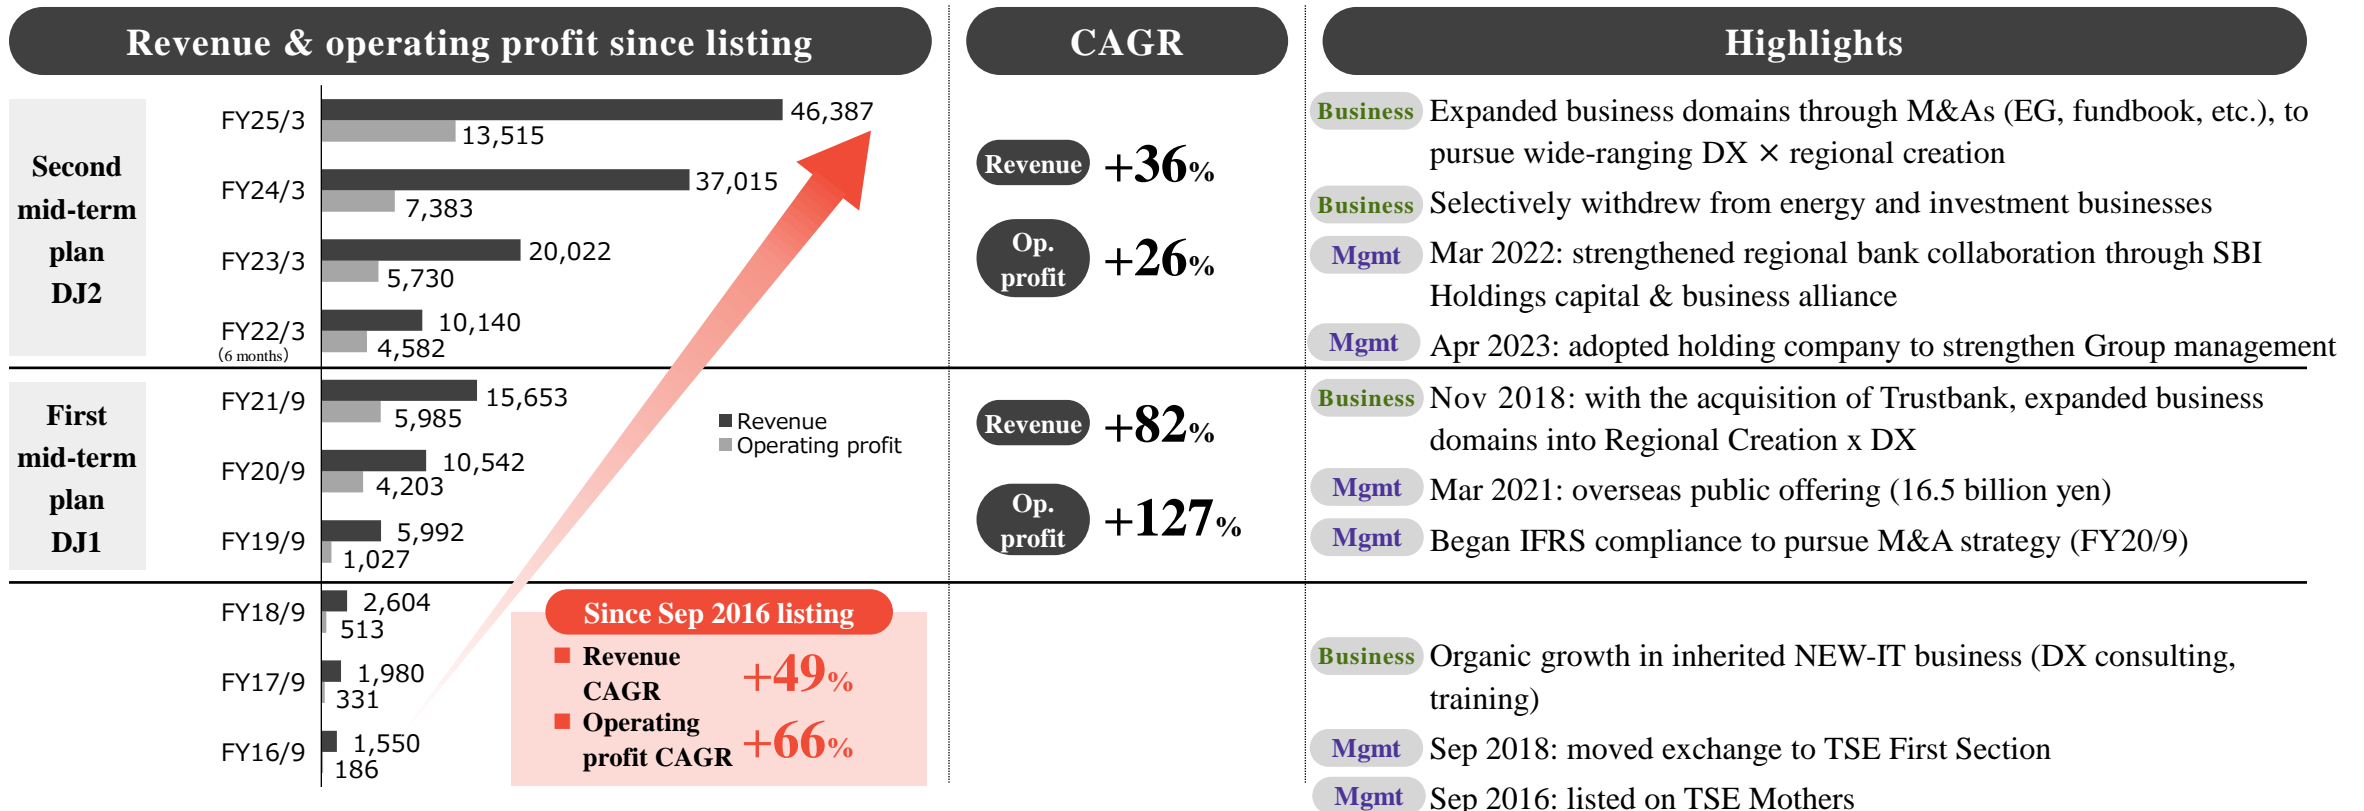 Revenue & operating profit since listing
CAGR
Highlights
Second
mid-term
plan
DJ2
FY25/3
46,387
13,515
FY24/3
37,015
7,383
FY23/3
20,022
5,730
FY22/3
(6 months)
10,140
4,582
Revenue +36%
Op.
profit +26%
Business Expanded business domains through M&As (EG, fundbook, etc.), to
pursue wide-ranging DX × regional creation
Business Selectively withdrew from energy and investment businesses
Mgmt Mar 2022: strengthened regional bank collaboration through SBI
Holdings capital & business alliance
Mgmt Apr 2023: adopted holding company to strengthen Group management
First
mid-term
plan
DJ1
FY21/9
15,653
5,985
FY20/9
10,542
4,203
FY19/9
5,992
1,027
Revenue
Operating profit
Revenue +82%
Op.
profit +127%
Business Nov 2018: with the acquisition of Trustbank, expanded business
domains into Regional Creation x DX
Mgmt Mar 2021: overseas public offering (16.5 billion yen)
Mgmt Began IFRS compliance to pursue M&A strategy (FY20/9)
FY18/9
2,604
513
FY17/9
1,980
331
FY16/9
1,550
186
Since Sep 2016 listing
Revenue
CAGR +49%
Operating
profit CAGR +66%
Business Organic growth in inherited NEW-IT business (DX consulting,
training)
Mgmt Sep 2018: moved exchange to TSE First Section
Mgmt Sep 2016: listed on TSE Mothers